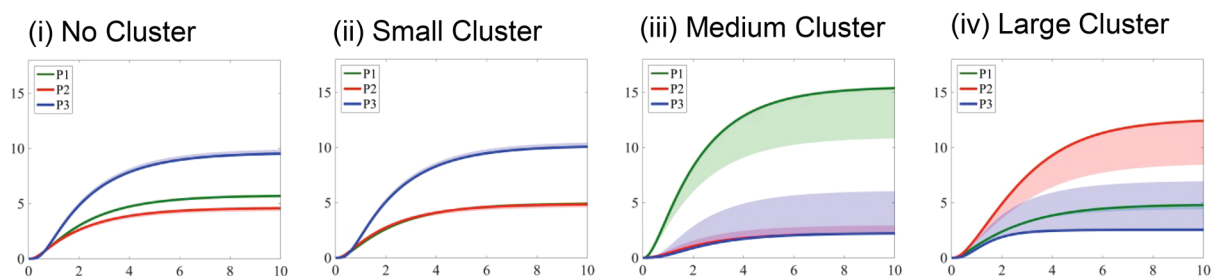 (i) No Cluster
(ii) Small Cluster
(iii) Medium Cluster
(iv) Large Cluster
P1
P2
P3
15
10
5
0
0 2 4 6 8 10
P1
P2
P3
15
10
5
0
0 2 4 6 8 10
P1
P2
P3
15
10
5
0
0 2 4 6 8 10
P1
P2
P3
15
10
5
0
0 2 4 6 8 10